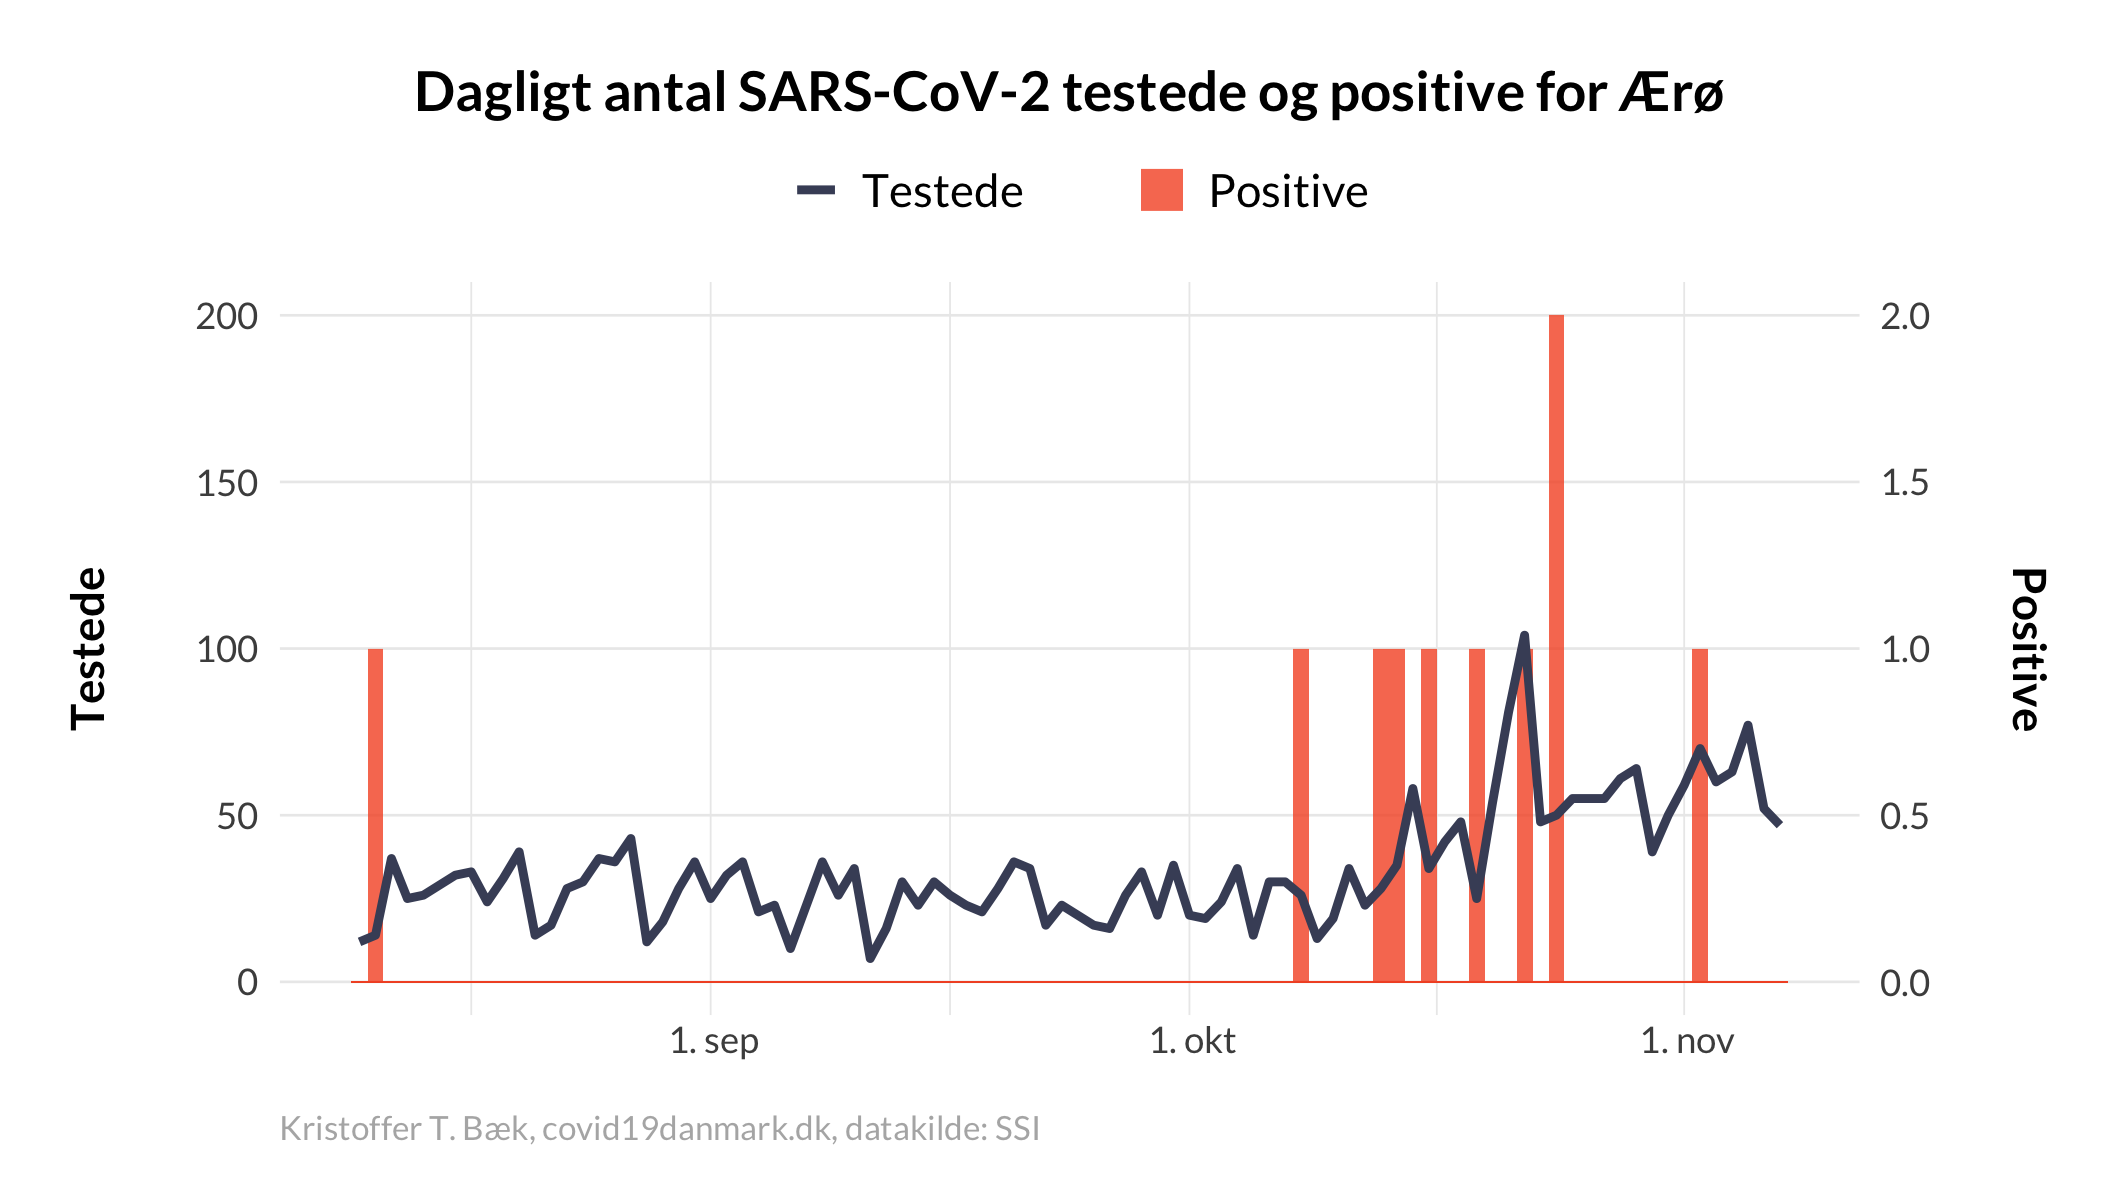 Dagligt antal SARS-CoV-2 testede og positive for Ærø
Testede Positive
200 2.0
150 1.5
100 1.0
50 0.5
0 0.0
Testede
Positive
1. sep 1. okt 1. nov
Kristoffer T. Bæk, covid19danmark.dk, datakilde: SSI